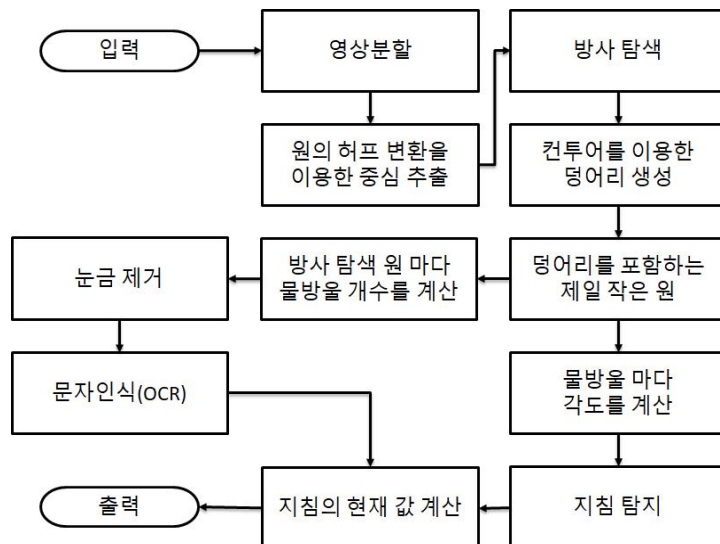 입력
영상분할
방사 탐색
원의 허프 변환을
이용한 중심 추출
컨투어를 이용한
덩어리 생성
눈금 제거
방사 탐색 원 마다
물방울 개수를 계산
덩어리를 포함하는
제일 작은 원
문자인식(OCR)
물방울 마다
각도를 계산
출력
지침의 현재 값 계산
지침 탐지